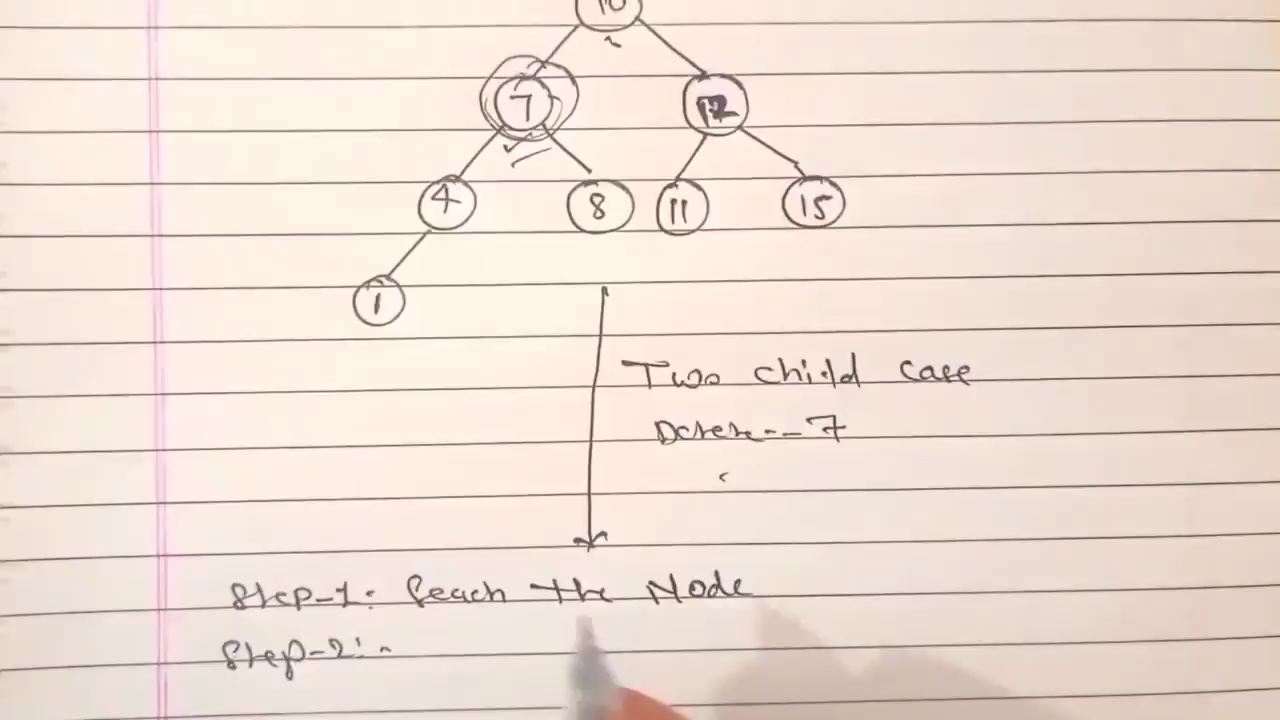 10
7
12
4
8
11
15
1
Two child case
Delete-- 7
Step-1: Reach the Node
Step-2:-